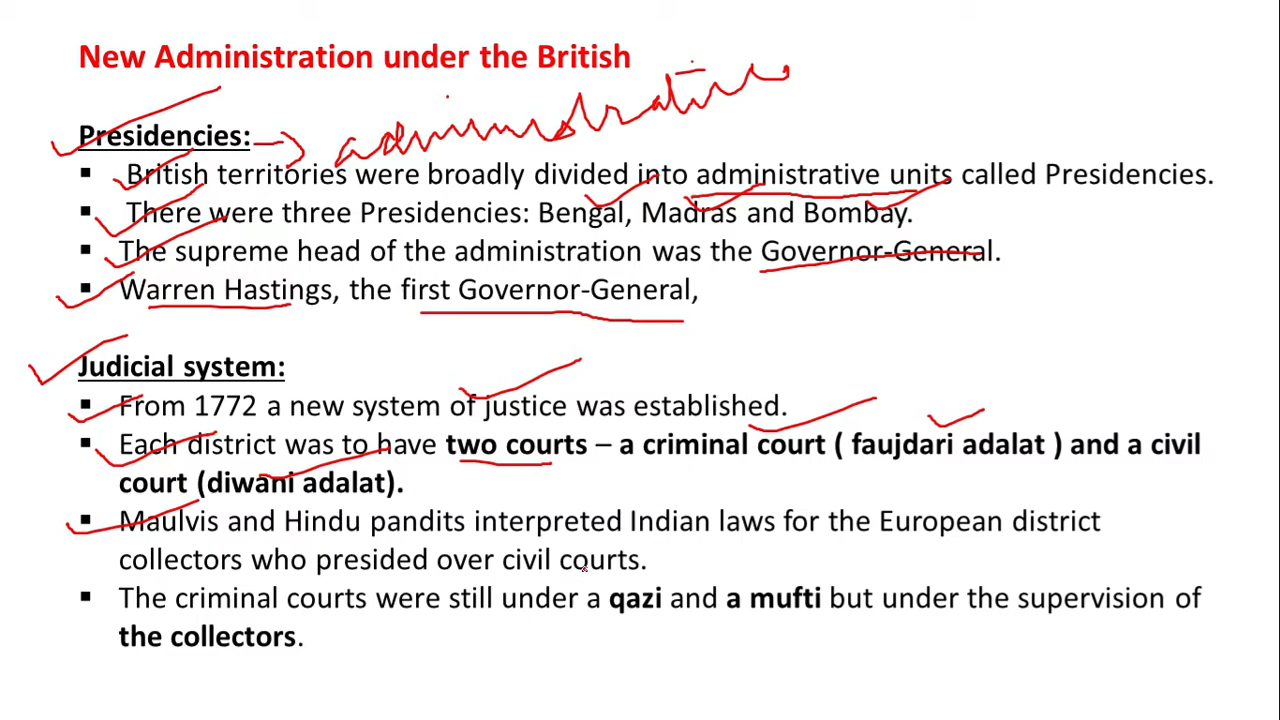 New Administration under the British
administrative
Presidencies:
▪ British territories were broadly divided into administrative units called Presidencies.
▪ There were three Presidencies: Bengal, Madras and Bombay.
▪ The supreme head of the administration was the Governor-General.
▪ Warren Hastings, the first Governor-General,
Judicial system:
▪ From 1772 a new system of justice was established.
▪ Each district was to have two courts – a criminal court ( faujdari adalat ) and a civil
court (diwani adalat).
▪ Maulvis and Hindu pandits interpreted Indian laws for the European district
collectors who presided over civil courts.
▪ The criminal courts were still under a qazi and a mufti but under the supervision of
the collectors.